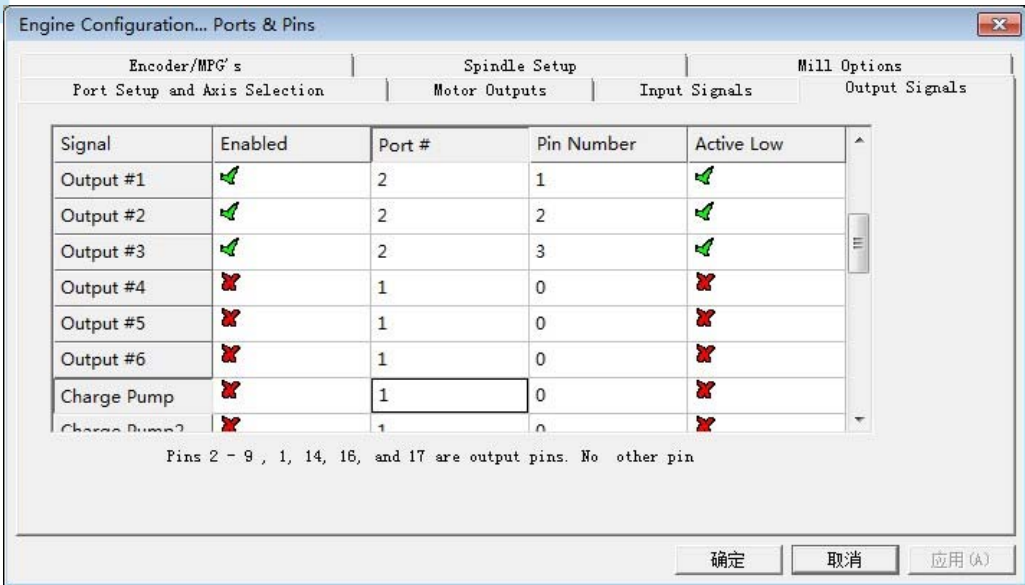 Engine Configuration... Ports & Pins
Encoder/MPG's Spindle Setup Mill Options
Port Setup and Axis Selection Motor Outputs Input Signals Output Signals
Signal Enabled Port # Pin Number Active Low
Output #1 2 1
Output #2 2 2
Output #3 2 3
Output #4 1 0
Output #5 1 0
Output #6 1 0
Charge Pump 1 0
Charge Pump2 1 0
Pins 2 - 9 , 1, 14, 16, and 17 are output pins. No other pin
确定 取消 应用(A)